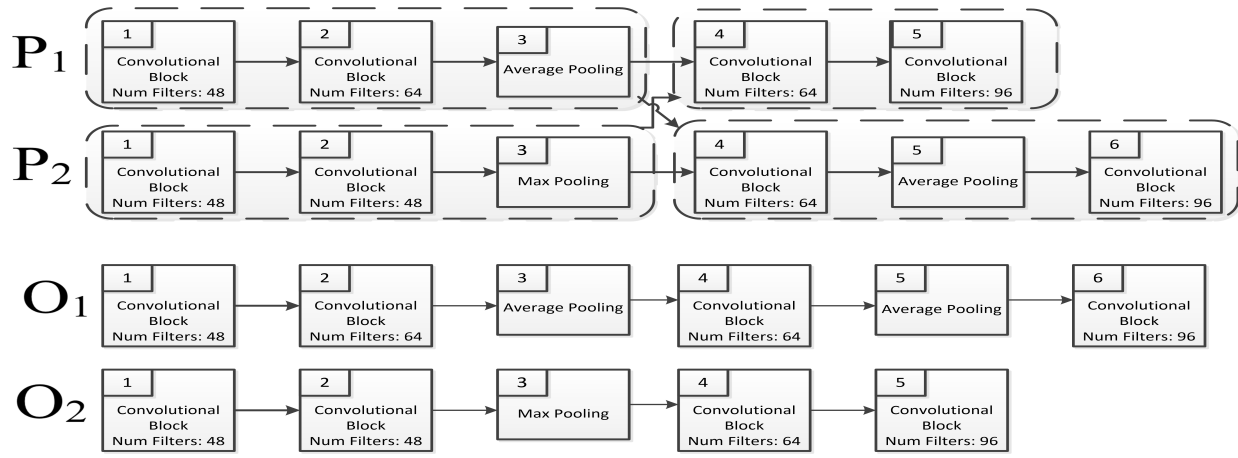 P1
1
Convolutional
Block
Num Filters: 48
2
Convolutional
Block
Num Filters: 64
3
Average Pooling
4
Convolutional
Block
Num Filters: 64
5
Convolutional
Block
Num Filters: 96
P2
1
Convolutional
Block
Num Filters: 48
2
Convolutional
Block
Num Filters: 48
3
Max Pooling
4
Convolutional
Block
Num Filters: 64
5
Average Pooling
6
Convolutional
Block
Num Filters: 96
O1
1
Convolutional
Block
Num Filters: 48
2
Convolutional
Block
Num Filters: 64
3
Average Pooling
4
Convolutional
Block
Num Filters: 64
5
Average Pooling
6
Convolutional
Block
Num Filters: 96
O2
1
Convolutional
Block
Num Filters: 48
2
Convolutional
Block
Num Filters: 48
3
Max Pooling
4
Convolutional
Block
Num Filters: 64
5
Convolutional
Block
Num Filters: 96